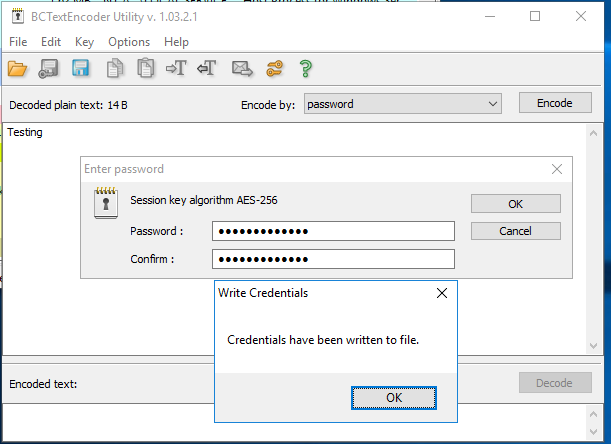 BCTextEncoder Utility v. 1.03.2.1
File Edit Key Options Help
Decoded plain text: 14 B Encode by: password Encode
Testing
Enter password
Session key algorithm AES-256 OK
Password : ●●●●●●●●●●●●● Cancel
Confirm : ●●●●●●●●●●●●●
Write Credentials
Credentials have been written to file.
OK
Encoded text: Decode